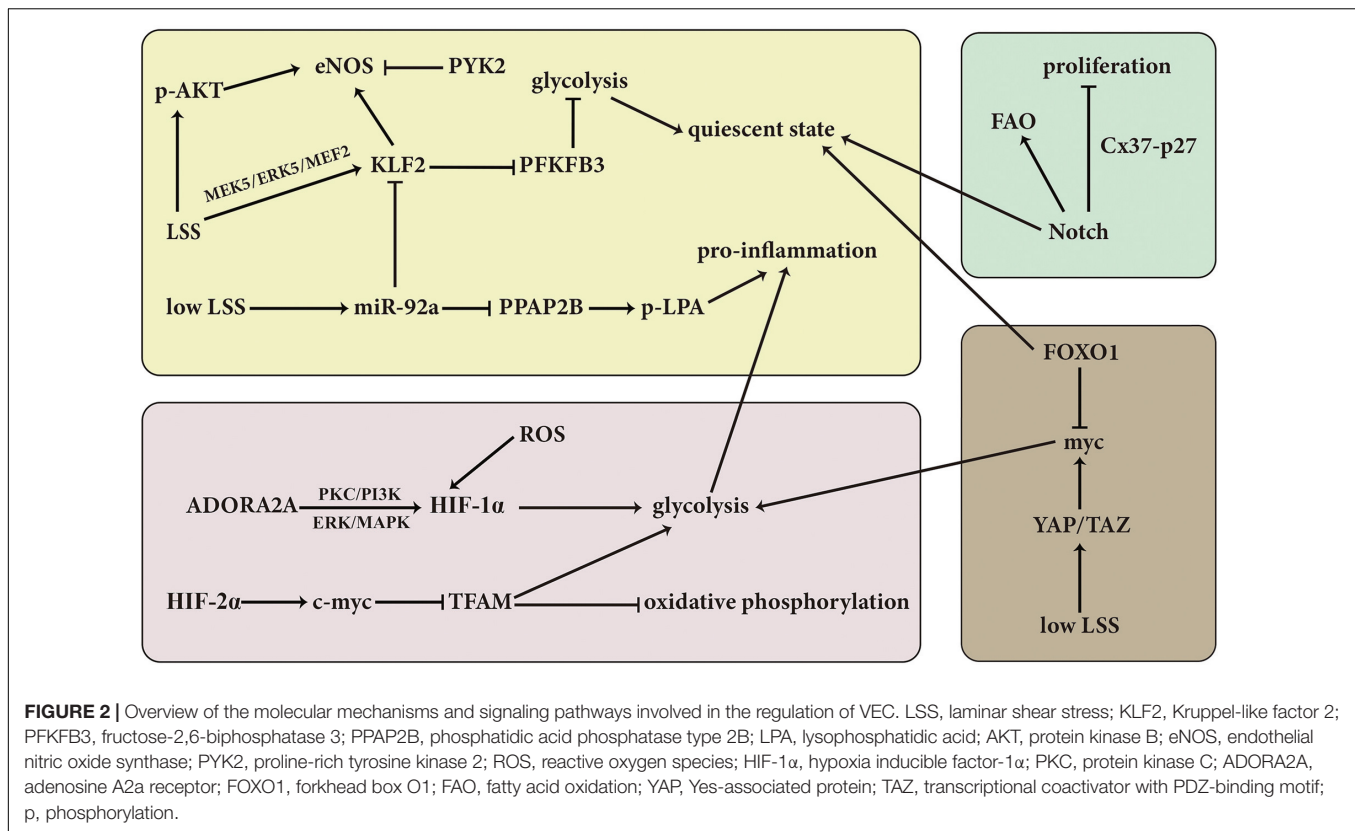 eNOS
PYK2
p-AKT
glycolysis
quiescent state
MEK5/ERK5/MEF2
KLF2
PFKFB3
LSS
pro-inflammation
low LSS
miR-92a
PPAP2B
p-LPA
proliferation
FAO
Cx37-p27
Notch
ROS
ADORA2A
PKC/PI3K
ERK/MAPK
HIF-1α
glycolysis
HIF-2α
c-myc
TFAM
oxidative phosphorylation
FOXO1
myc
YAP/TAZ
low LSS
FIGURE 2 | Overview of the molecular mechanisms and signaling pathways involved in the regulation of VEC. LSS, laminar shear stress; KLF2, Kruppel-like factor 2;
PFKFB3, fructose-2,6-biphosphatase 3; PPAP2B, phosphatidic acid phosphatase type 2B; LPA, lysophosphatidic acid; AKT, protein kinase B; eNOS, endothelial
nitric oxide synthase; PYK2, proline-rich tyrosine kinase 2; ROS, reactive oxygen species; HIF-1α, hypoxia inducible factor-1α; PKC, protein kinase C; ADORA2A,
adenosine A2a receptor; FOXO1, forkhead box O1; FAO, fatty acid oxidation; YAP, Yes-associated protein; TAZ, transcriptional coactivator with PDZ-binding motif;
p, phosphorylation.